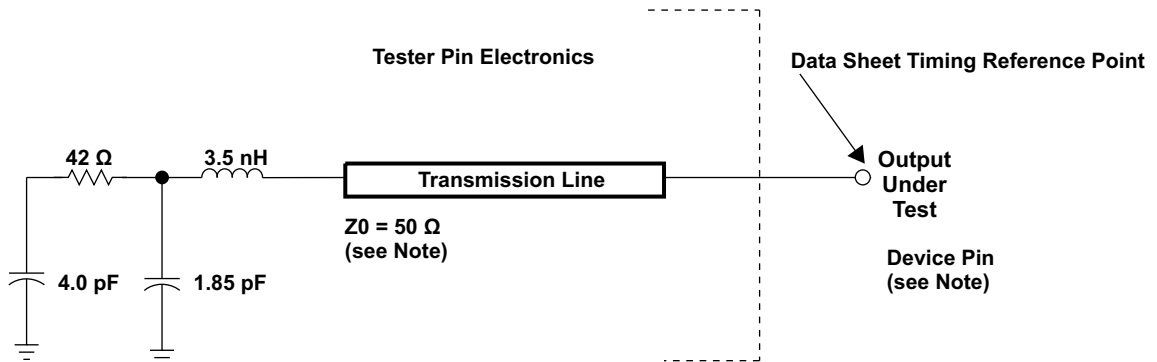 Tester Pin Electronics
Data Sheet Timing Reference Point
42 Ω
3.5 nH
Transmission Line
Output
Under
Test
Z0 = 50 Ω
(see Note)
Device Pin
(see Note)
4.0 pF
1.85 pF